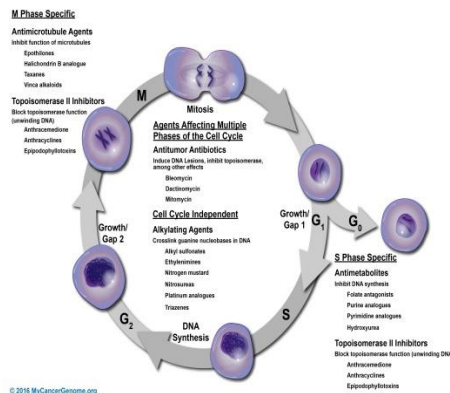 M Phase Specific
Antimicrotubule Agents
Inhibit function of microtubules
Epothilones
Halichondrin B analogue
Taxanes
Vinca alkaloids
Topoisomerase II Inhibitors
Block topoisomerase function
(unwinding DNA)
Anthracemedione
Anthracyclines
Epipodophyllotoxins
M
Mitosis
Agents Affecting Multiple
Phases of the Cell Cycle
Antitumor Antibiotics
Induce DNA Lesions, inhibit topoisomerase,
among other effects
Bleomycin
Dactinomycin
Mitomycin
Cell Cycle Independent
Alkylating Agents
Crosslink guanine nucleobases in DNA
Alkyl sulfonates
Ethylenimines
Nitrogen mustard
Nitrosureas
Platinum analogues
Triazenes
Growth/
Gap 1
G1
G0
S Phase Specific
Antimetabolites
Inhibit DNA synthesis
Folate antagonists
Purine analogues
Pyrimidine analogues
Hydroxyurea
Topoisomerase II Inhibitors
Block topoisomerase function (unwinding DNA
Anthracemedione
Anthracyclines
Epipodophyllotoxins
S
DNA
Synthesis
G2
Growth/
Gap 2
© 2016 MyCancerGenome.org